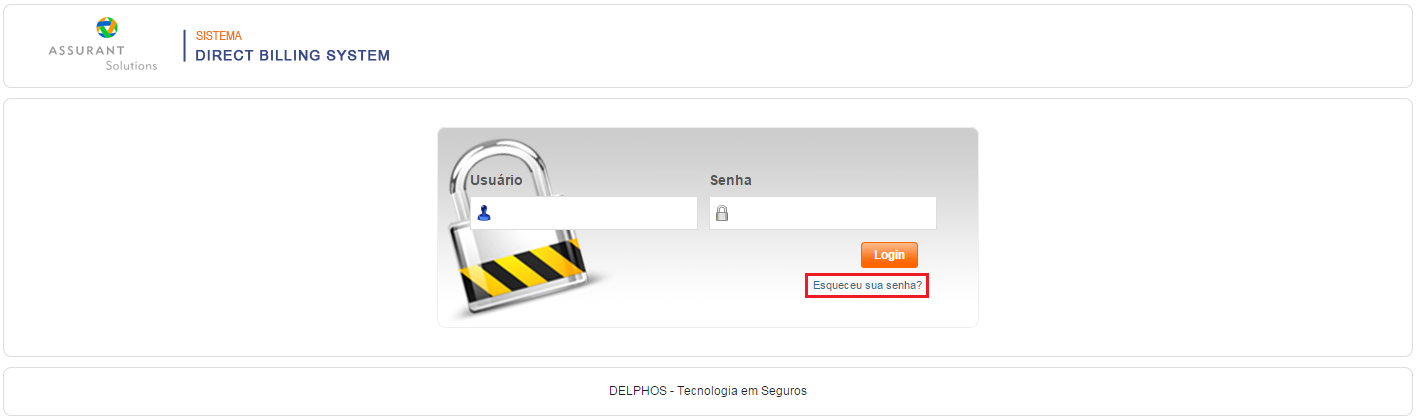 ASSURANT
Solutions
SISTEMA
DIRECT BILLING SYSTEM
Usuário
Senha
Login
Esqueceu sua senha?
DELPHOS - Tecnologia em Seguros